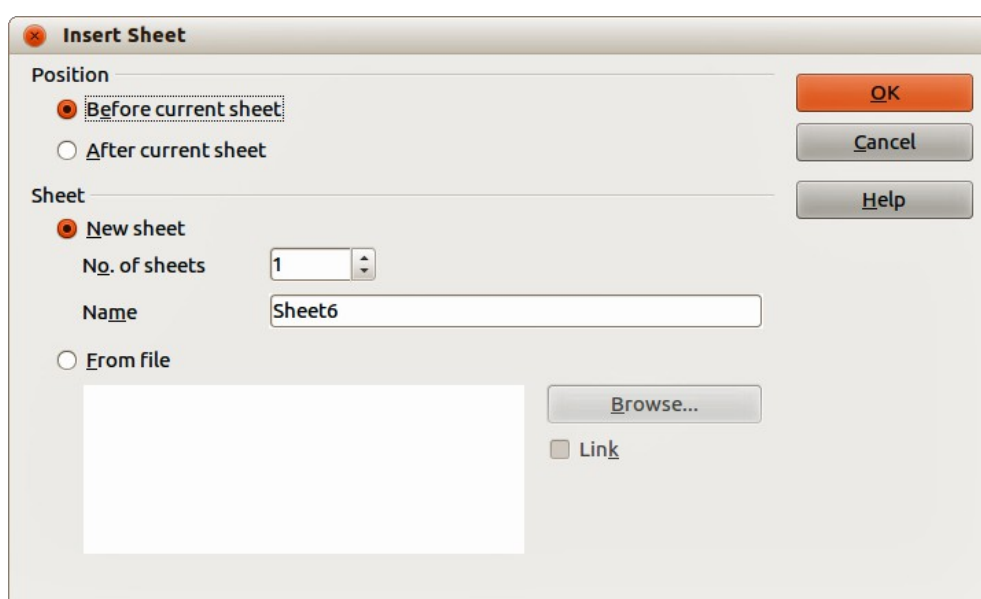 Insert Sheet
Position
Before current sheet
OK
After current sheet
Cancel
Sheet
Help
New sheet
No. of sheets 1
Name Sheet6
From file
Browse...
Link